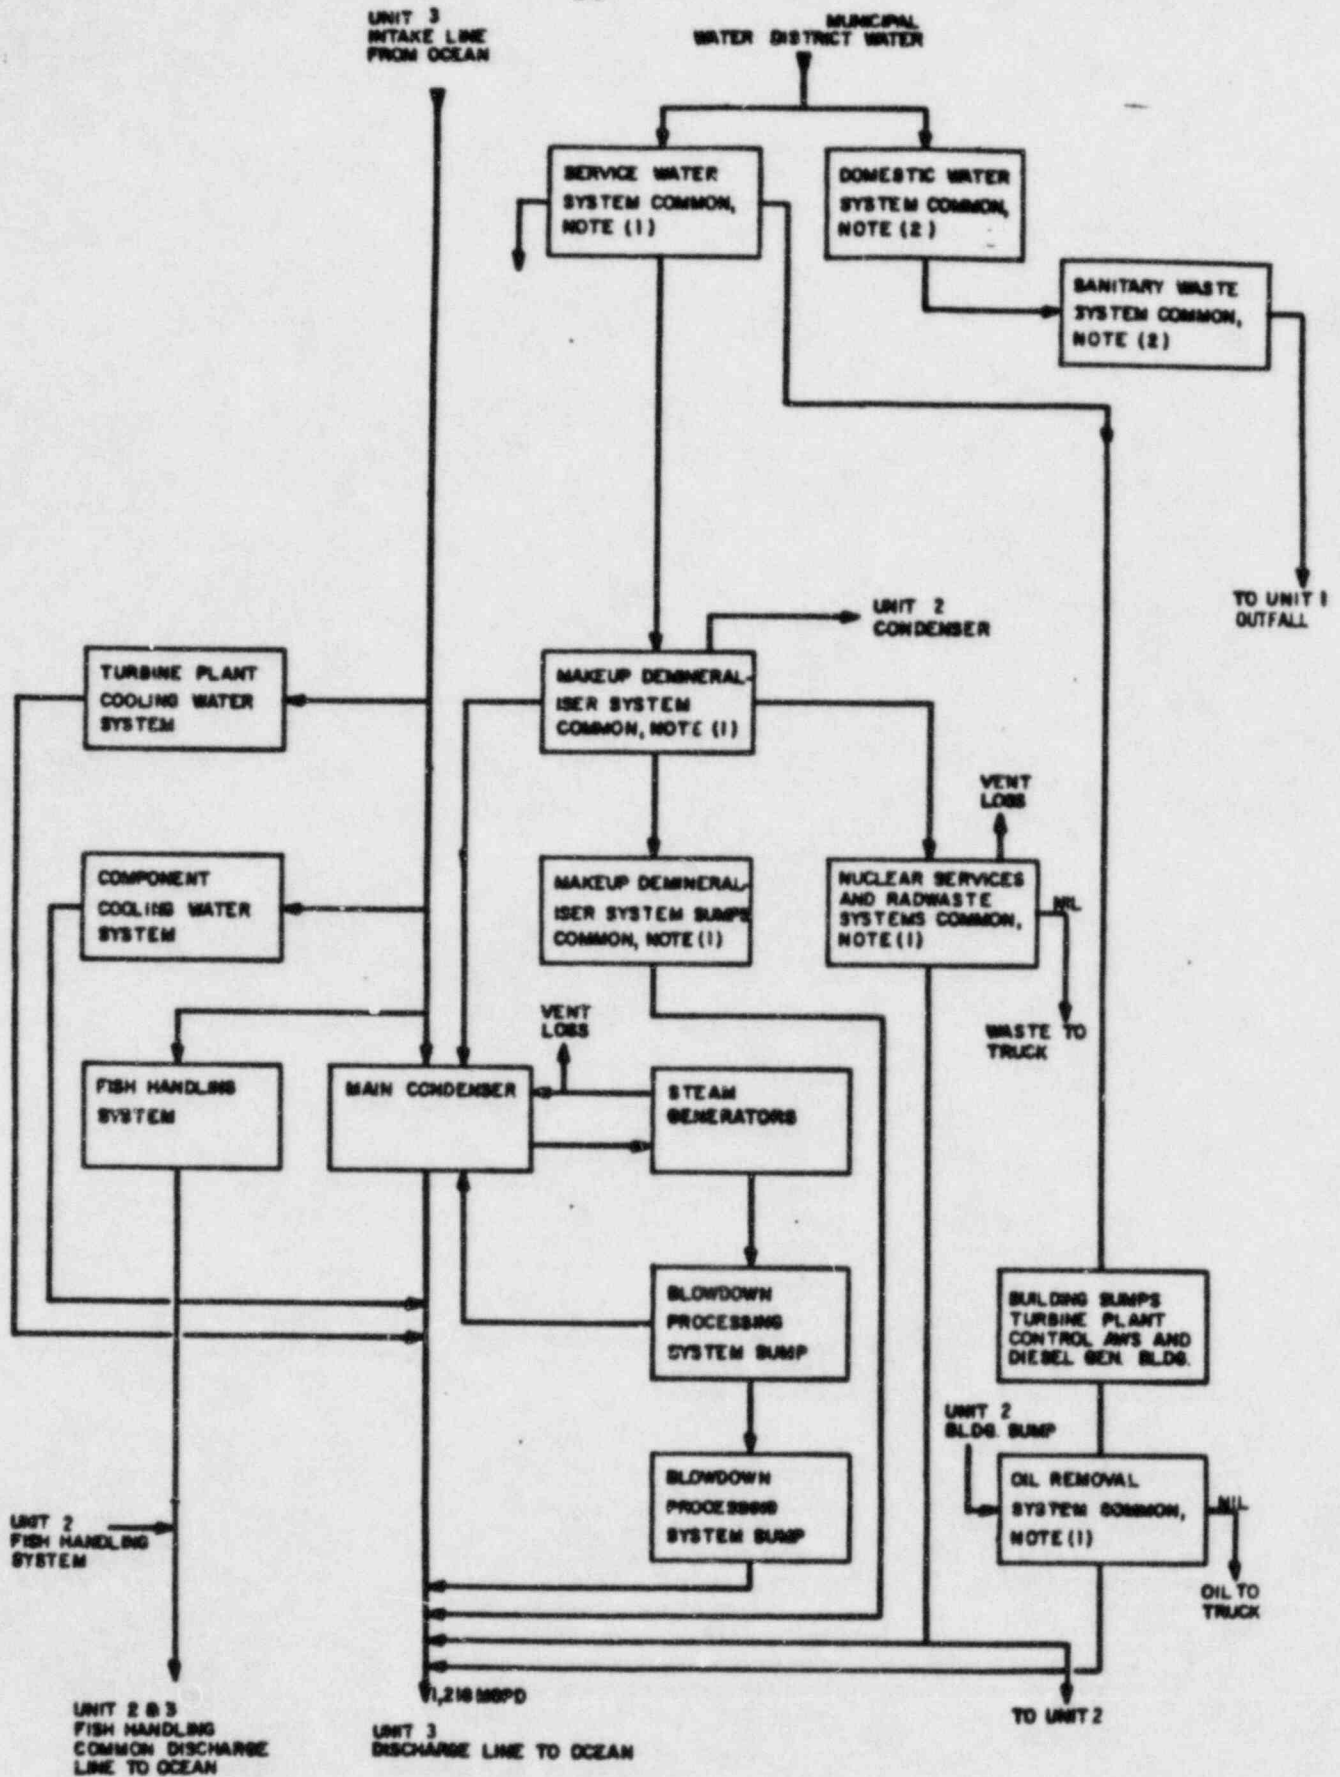 UNIT 3
INTAKE LINE
FROM OCEAN
MUNICIPAL
WATER DISTRICT WATER
SERVICE WATER
SYSTEM COMMON,
NOTE (1)
DOMESTIC WATER
SYSTEM COMMON,
NOTE (2)
SANITARY WASTE
SYSTEM COMMON,
NOTE (2)
TO UNIT 1
OUTFALL
UNIT 2
CONDENSER
TURBINE PLANT
COOLING WATER
SYSTEM
MAKEUP DEMINERAL-
ISER SYSTEM
COMMON, NOTE (1)
VENT
LOSS
COMPONENT
COOLING WATER
SYSTEM
MAKEUP DEMINERAL-
ISER SYSTEM SUMPS
COMMON, NOTE (1)
NUCLEAR SERVICES
AND RADWASTE
SYSTEMS COMMON,
NOTE (1)
NIL
WASTE TO
TRUCK
VENT
LOSS
FISH HANDLING
SYSTEM
MAIN CONDENSER
STEAM
GENERATORS
BLOWDOWN
PROCESSING
SYSTEM SUMP
BUILDING SUMPS
TURBINE PLANT
CONTROL AWS AND
DIESEL GEN. BLDG.
UNIT 2
BLDG. SUMP
BLOWDOWN
PROCESSING
SYSTEM SUMP
OIL REMOVAL
SYSTEM COMMON,
NOTE (1)
NIL
OIL TO
TRUCK
UNIT 2
FISH HANDLING
SYSTEM
UNIT 2 & 3
FISH HANDLING
COMMON DISCHARGE
LINE TO OCEAN
1,218 MGPD
UNIT 3
DISCHARGE LINE TO OCEAN
TO UNIT 2